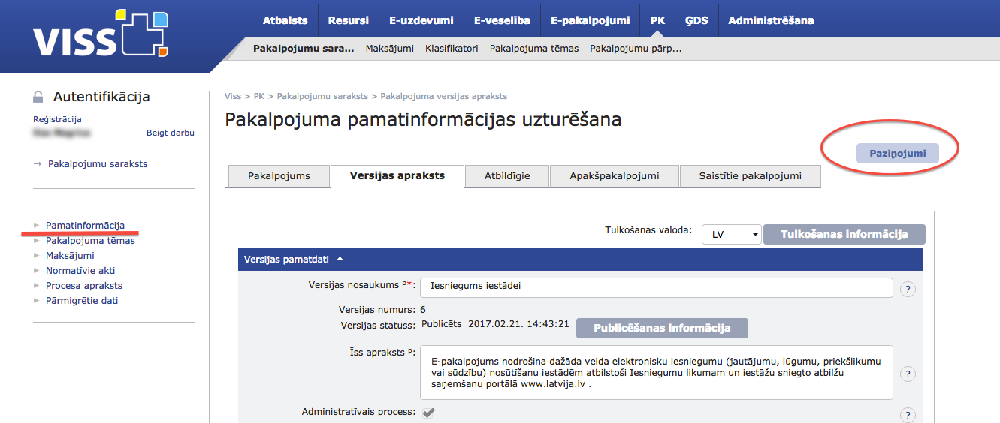 VISS
Atbalsts Resursi E-uzdevumi E-veselība E-pakalpojumi PK ĢDS Administrēšana
Pakalpojumu sara... Maksājumi Klasifikatori Pakalpojuma tēmas Pakalpojumu pārp...
Autentifikācija
Reģistrācija
Beigt darbu
→ Pakalpojumu saraksts
Pamatinformācija
Pakalpojuma tēmas
Maksājumi
Normatīvie akti
Procesa apraksts
Pārmigrētie dati
Viss > PK > Pakalpojumu saraksts > Pakalpojuma versijas apraksts
Pakalpojuma pamatinformācijas uzturēšana
Paziņojumi
Pakalpojums Versijas apraksts Atbildīgie Apakšpakalpojumi Saistītie pakalpojumi
Tulkošanas valoda: LV Tulkošanas informācija
Versijas pamatdati
Versijas nosaukums P*: Iesniegums iestādei ?
Versijas numurs: 6
Versijas statuss: Publicēts 2017.02.21. 14:43:21 Publicēšanas informācija
Īss apraksts P: E-pakalpojums nodrošina dažāda veida elektronisku iesniegumu (jautājumu, lūgumu, priekšlikumu
vai sūdzību) nosūtīšanu iestādēm atbilstoši Iesniegumu likumam un iestāžu sniegto atbilžu ?
saņemšanu portālā www.latvija.lv .
Administratīvais process: ?